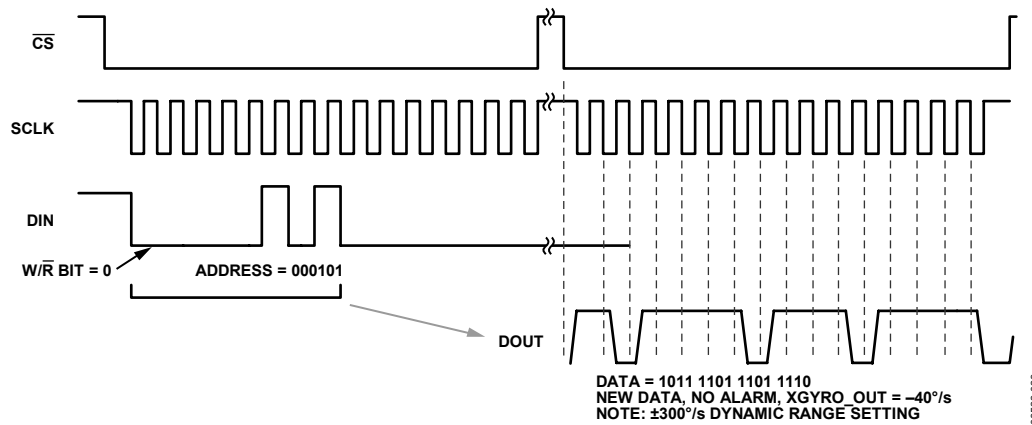 CS
SCLK
DIN
W/R BIT = 0
ADDRESS = 000101
DOUT
DATA = 1011 1101 1101 1110
NEW DATA, NO ALARM, XGYRO_OUT = –40°/s
NOTE: ±300°/s DYNAMIC RANGE SETTING